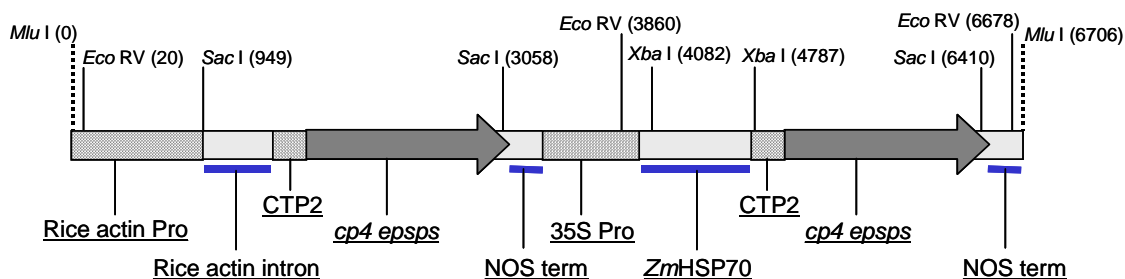 Mlu I (0)
Eco RV (20)
Sac I (949)
Sac I (3058)
Eco RV (3860)
Xba I (4082)
Xba I (4787)
Sac I (6410)
Eco RV (6678)
Mlu I (6706)
Rice actin Pro
Rice actin intron
CTP2
cp4 epsps
NOS term
35S Pro
ZmHSP70
CTP2
cp4 epsps
NOS term